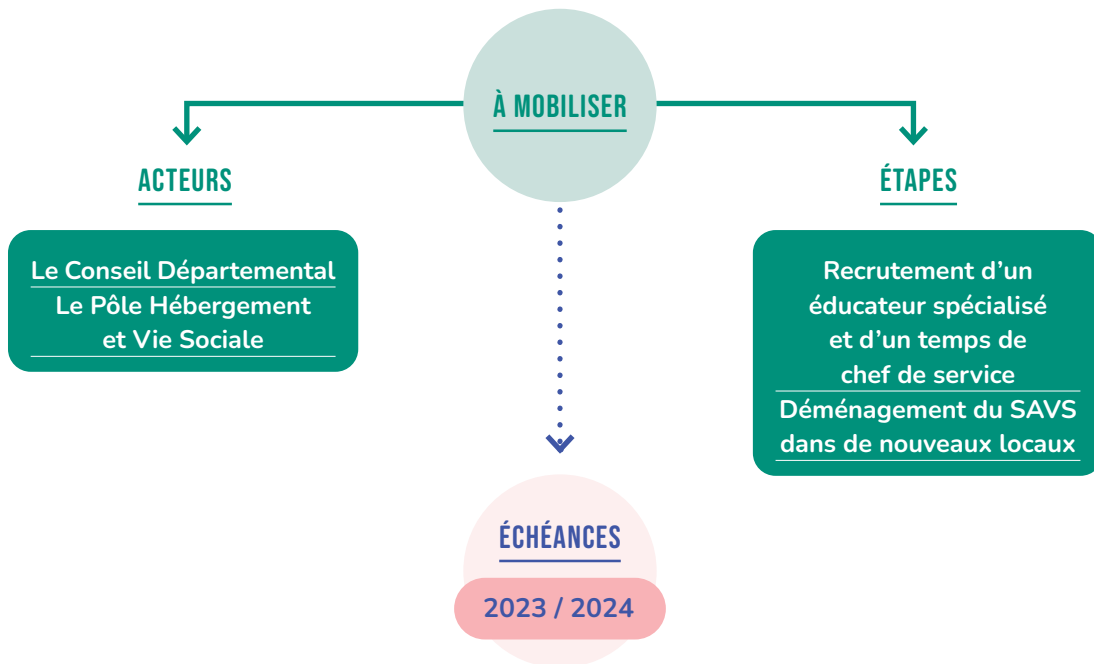 À MOBILISER
ACTEURS
Le Conseil Départemental
Le Pôle Hébergement
et Vie Sociale
ÉTAPES
Recrutement d’un
éducateur spécialisé
et d’un temps de
chef de service
Déménagement du SAVS
dans de nouveaux locaux
ÉCHÉANCES
2023 / 2024